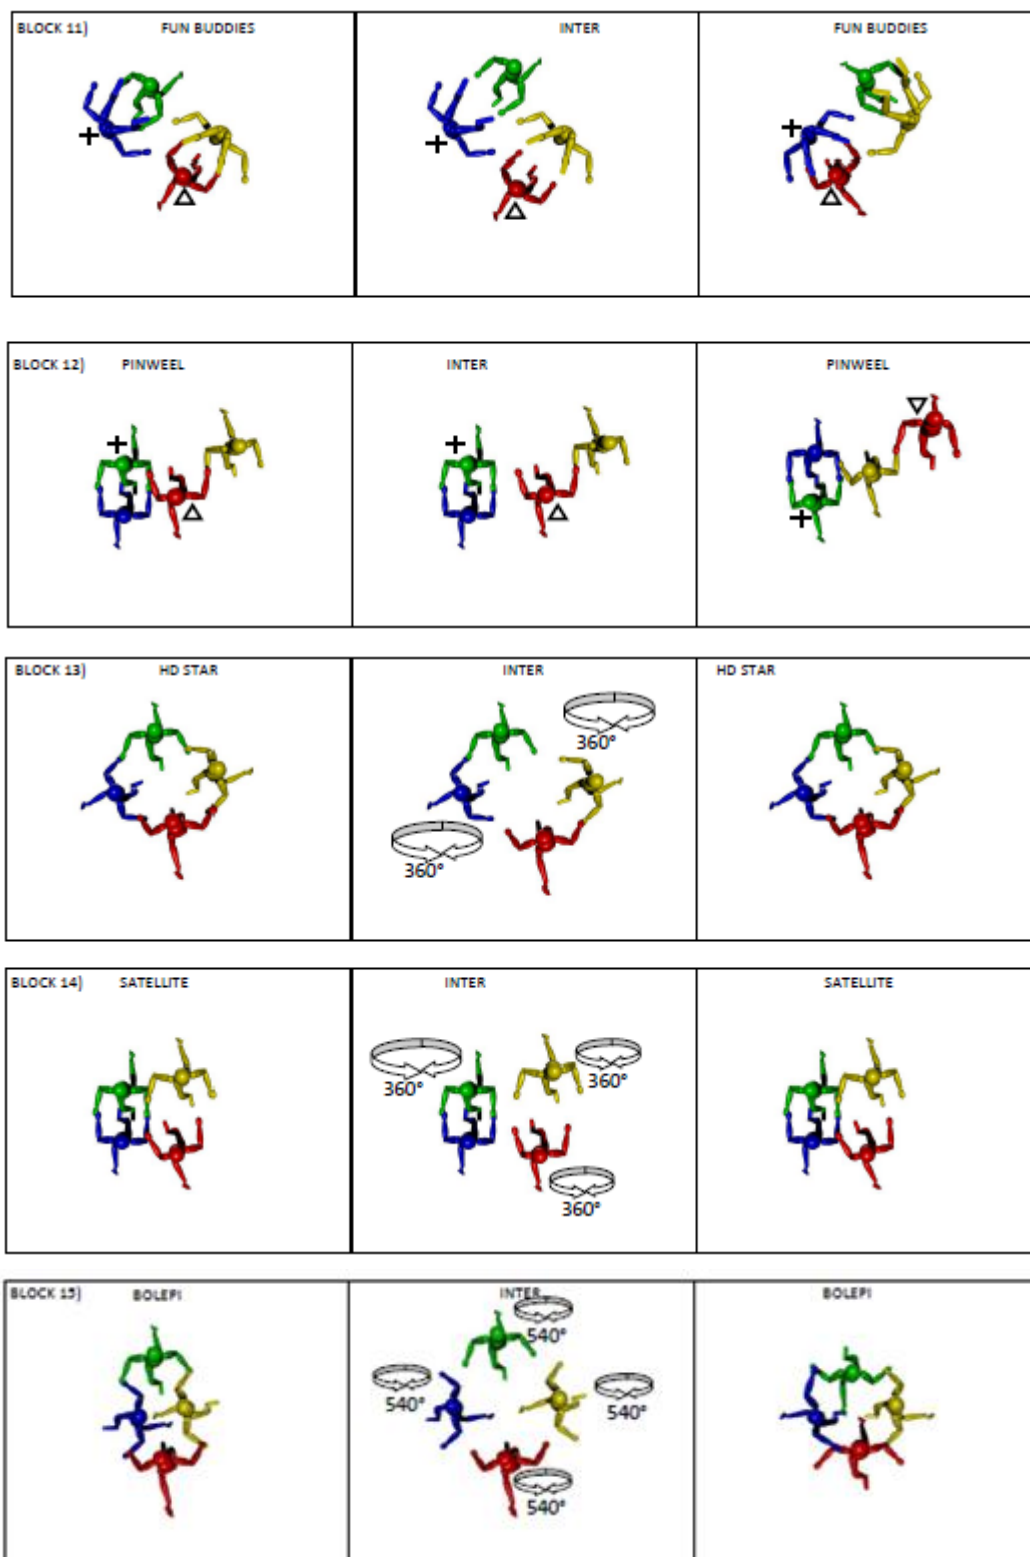 BLOCK 11) FUN BUDDIES INTER FUN BUDDIES
BLOCK 12) PINWEEL INTER PINWEEL
BLOCK 13) HD STAR INTER HD STAR
360°
360°
BLOCK 14) SATELLITE INTER SATELLITE
360° 360°
360°
BLOCK 15) BOLEPI INTER BOLEPI
540°
540° 540°
540°